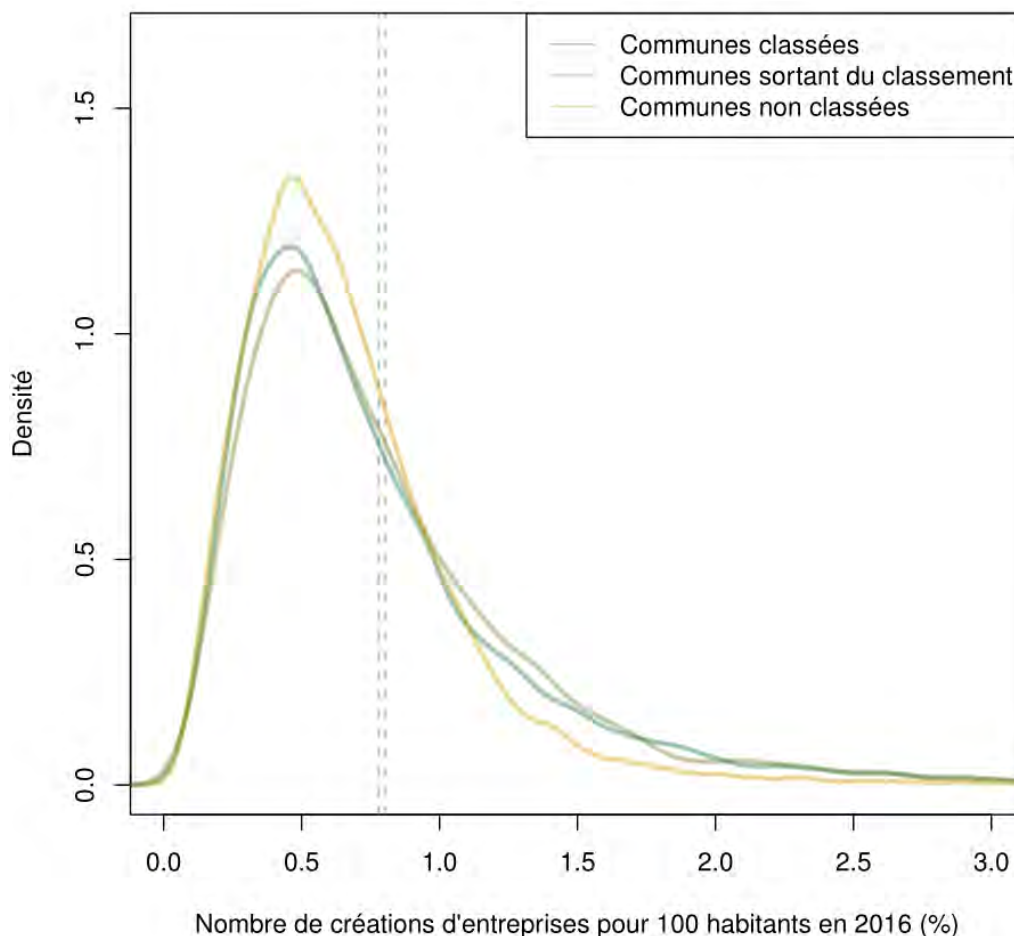 Communes classées
Communes sortant du classement
Communes non classées
1.5
1.0
0.5
0.0
Densité
0.0 0.5 1.0 1.5 2.0 2.5 3.0
Nombre de créations d'entreprises pour 100 habitants en 2016 (%)